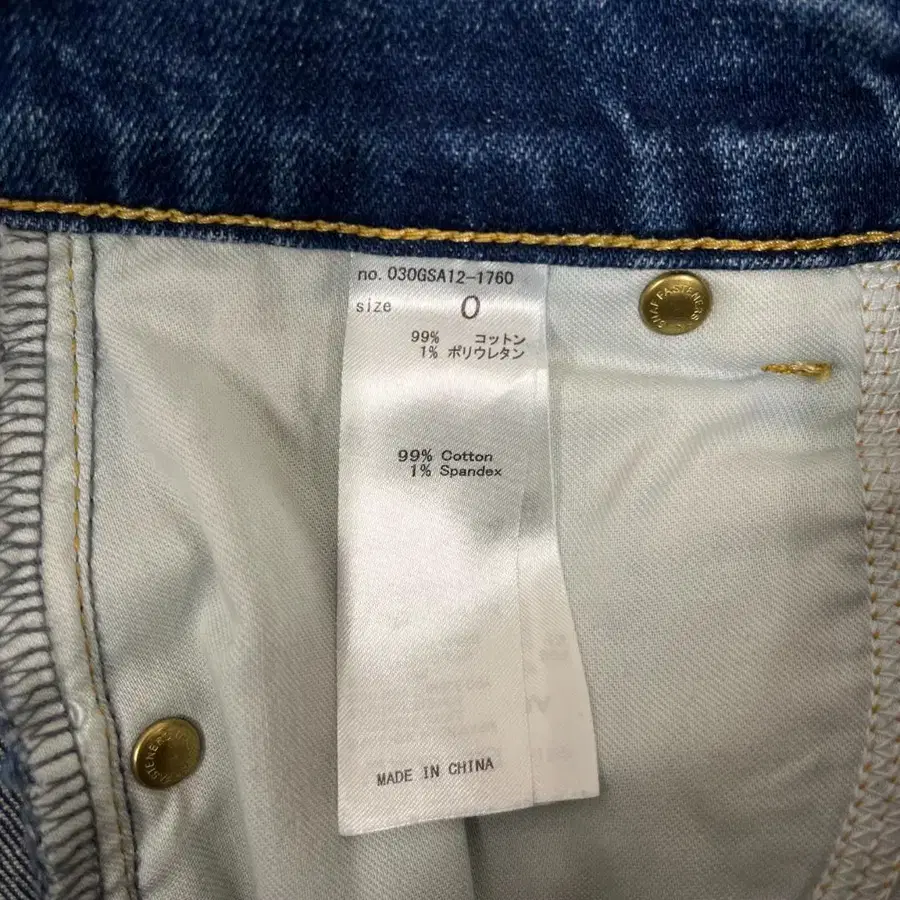 no. 030GSA12-1760
size 0
99% コットン
1% ポリウレタン
99% Cotton
1% Spandex
MADE IN CHINA
FASTENERS